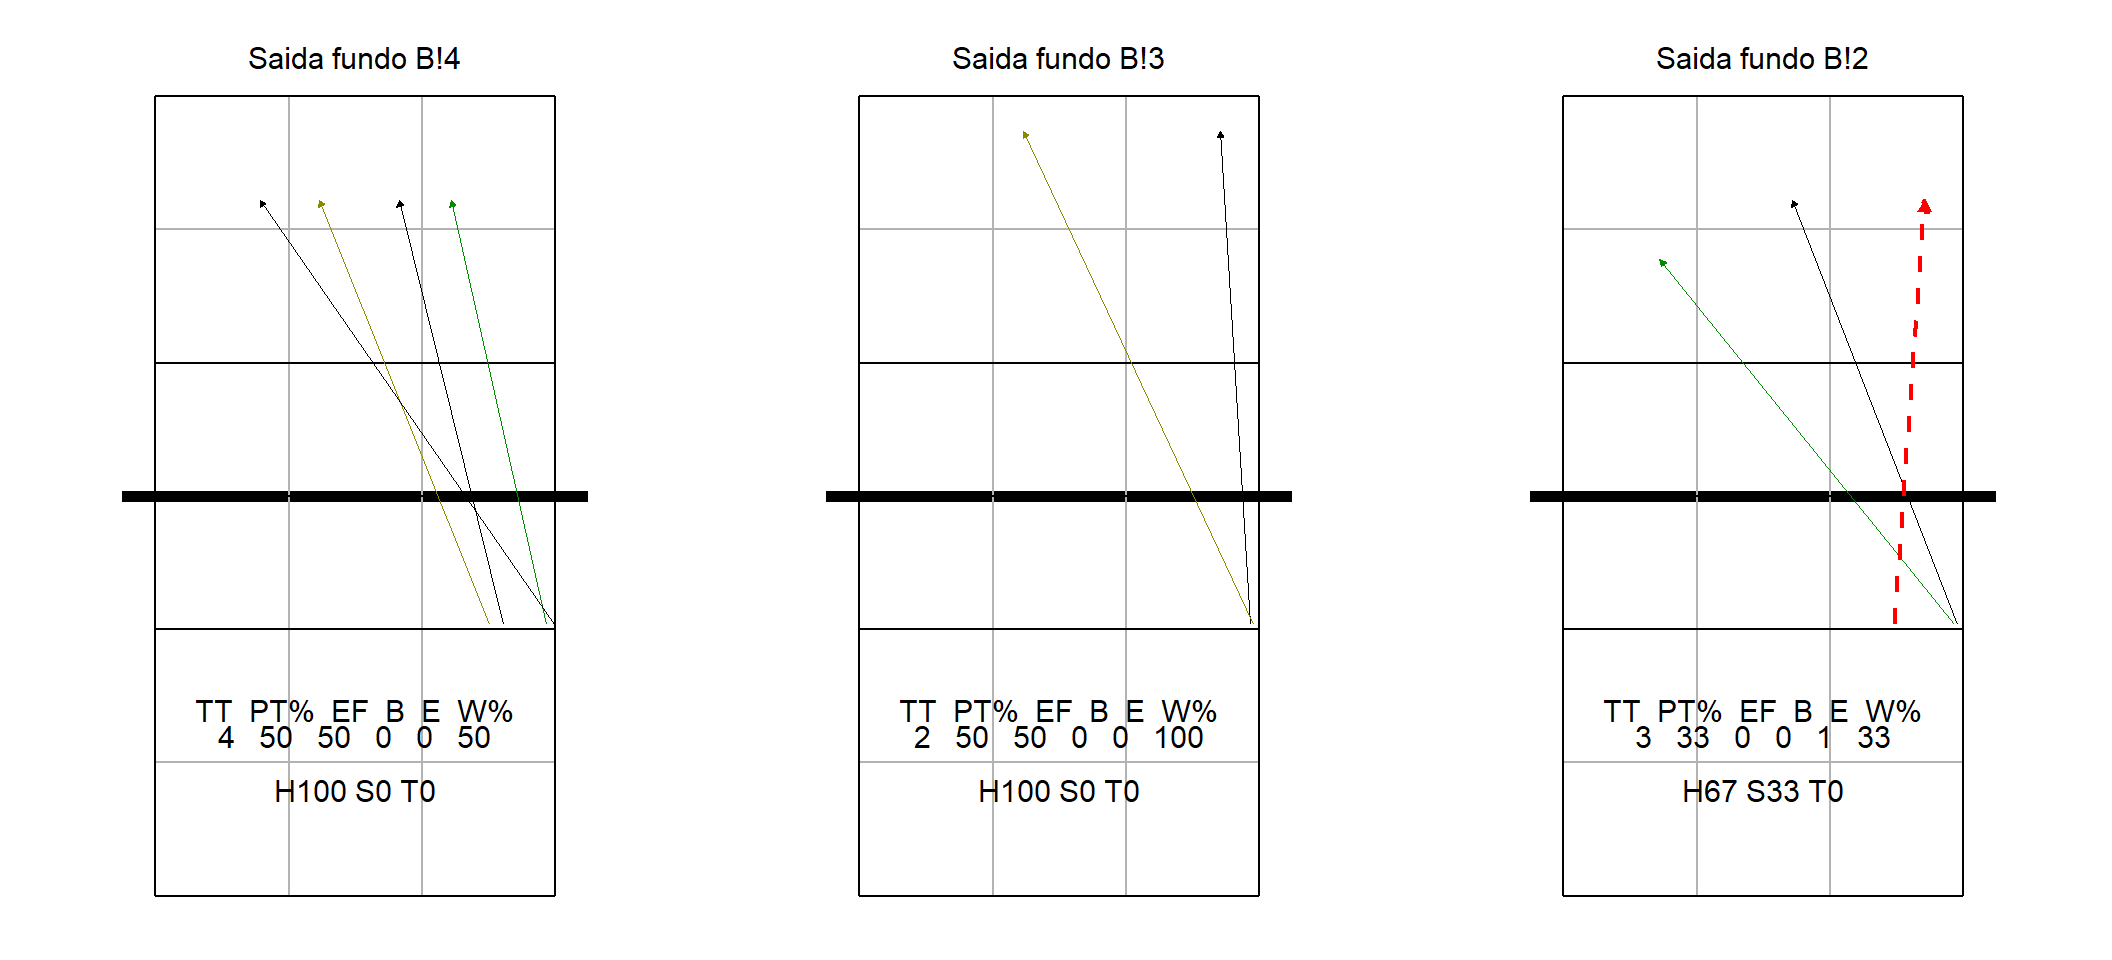 Saida fundo B!4
TT PT% EF B E W%
4 50 50 0 0 50
H100 S0 T0
Saida fundo B!3
TT PT% EF B E W%
2 50 50 0 0 100
H100 S0 T0
Saida fundo B!2
TT PT% EF B E W%
3 33 0 0 1 33
H67 S33 T0